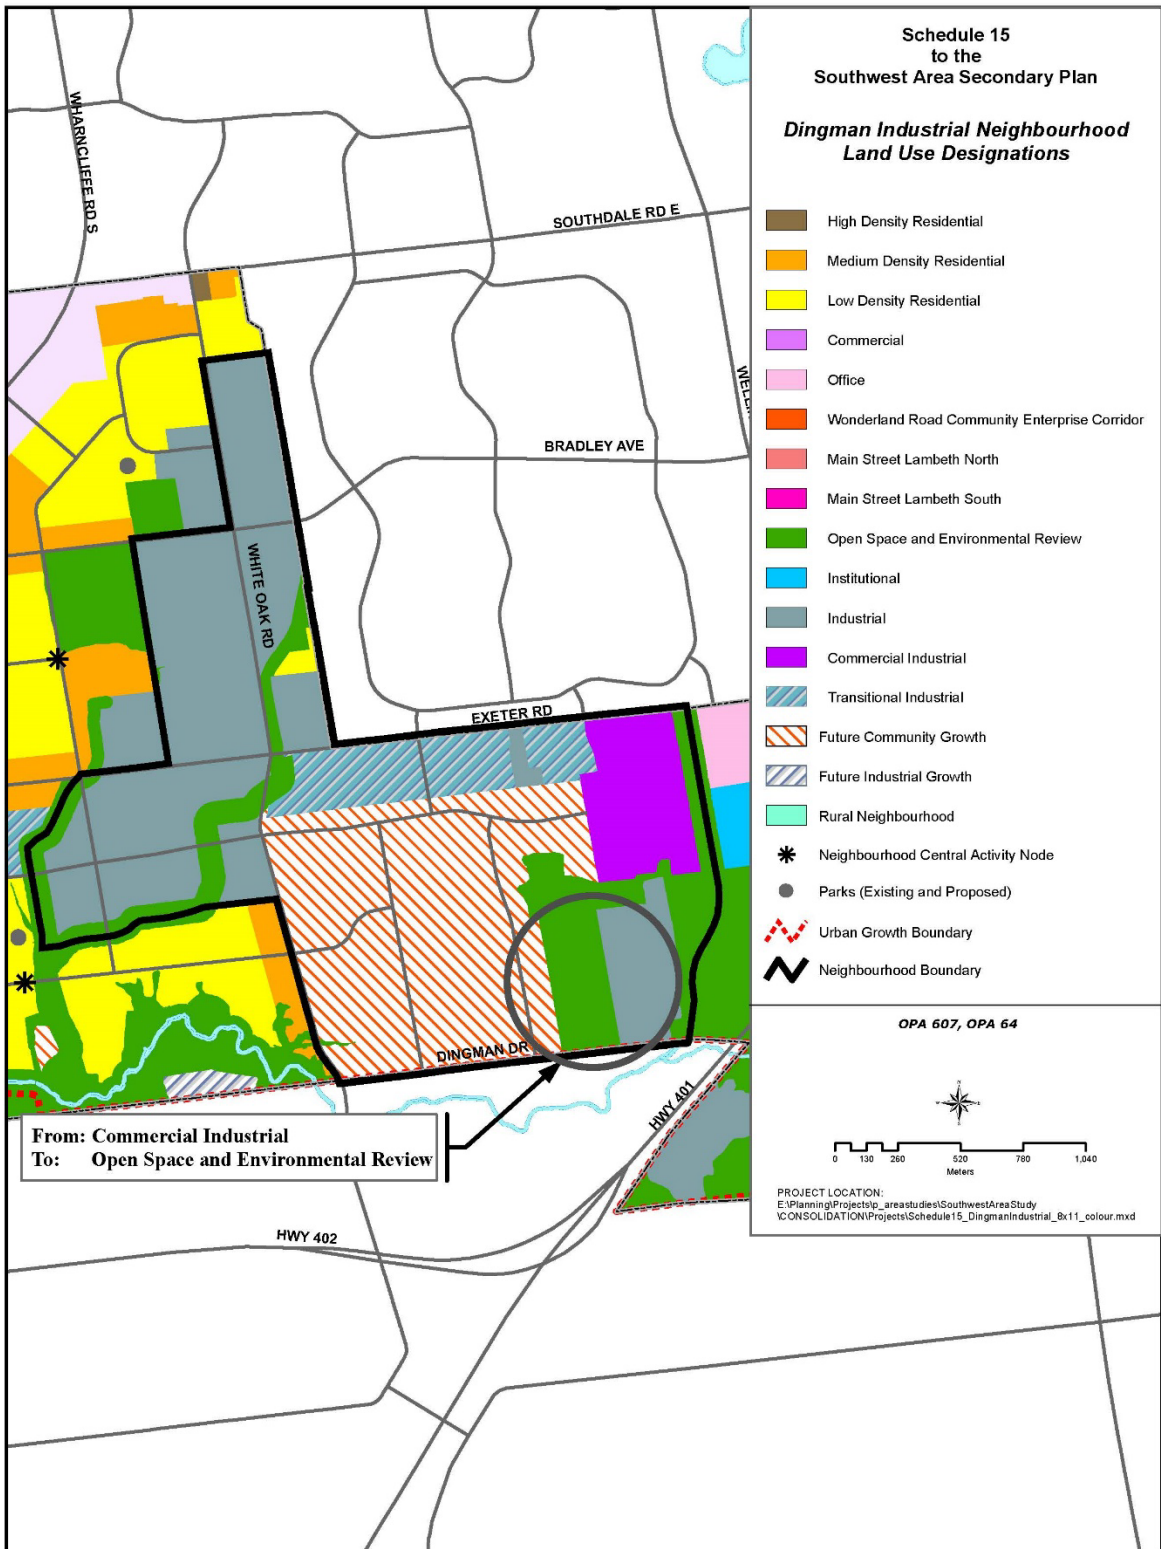 Schedule 15
to the
Southwest Area Secondary Plan
Dingman Industrial Neighbourhood
Land Use Designations
High Density Residential
Medium Density Residential
Low Density Residential
Commercial
Office
Wonderland Road Community Enterprise Corridor
Main Street Lambeth North
Main Street Lambeth South
Open Space and Environmental Review
Institutional
Industrial
Commercial Industrial
Transitional Industrial
Future Community Growth
Future Industrial Growth
Rural Neighbourhood
Neighbourhood Central Activity Node
Parks (Existing and Proposed)
Urban Growth Boundary
Neighbourhood Boundary
OPA 607, OPA 64
N
W E
S
0 130 260 520 780 1,040
Meters
PROJECT LOCATION:
E:\Planning\Projects\p_areastudies\SouthwestAreaStudy
\CONSOLIDATION\Projects\Schedule15_DingmanIndustrial_8x11_colour.mxd
WHARNCLIFFE RD S
SOUTHDALE RD E
WELLI
BRADLEY AVE
WHITE OAK RD
EXETER RD
DINGMAN DR
HWY 401
From: Commercial Industrial
To: Open Space and Environmental Review
HWY 402